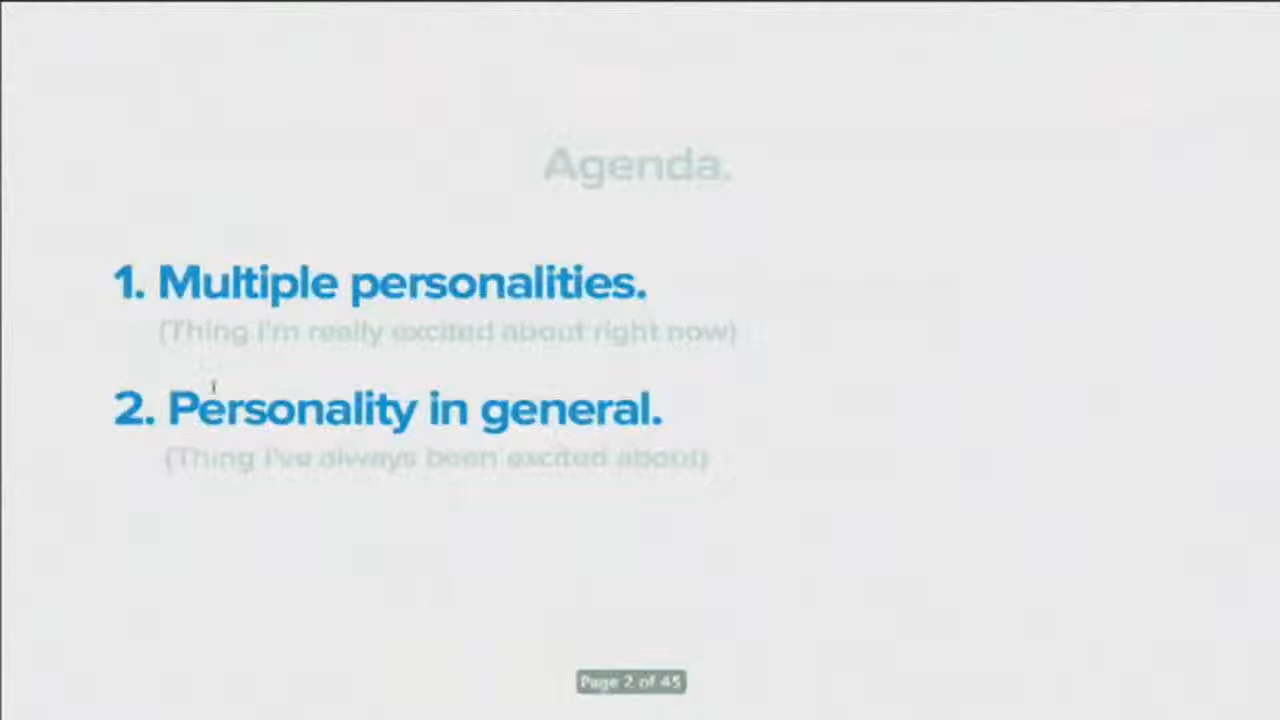 Agenda.
1. Multiple personalities.
(Thing I'm really excited about right now)
2. Personality in general.
(Thing I've always been excited about)
Page 2 of 45